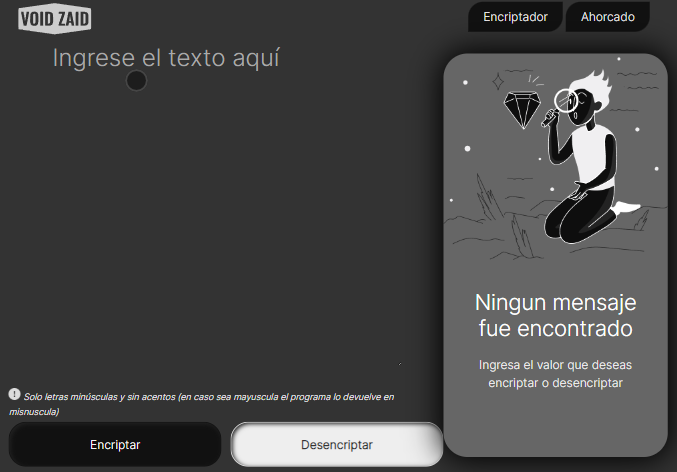 VOID ZAID
Encriptador
Ahorcado
Ingrese el texto aquí
Ningun mensaje
fue encontrado
Ingresa el valor que deseas
encriptar o desencriptar
! Solo letras minúsculas y sin acentos (en caso sea mayuscula el programa lo devuelve en
misnuscula)
Encriptar
Desencriptar